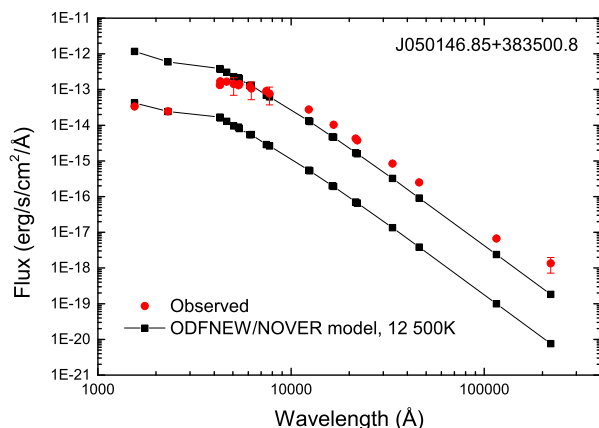 J050146.85+383500.8
Flux (erg/s/cm²/Å)
1E-11
1E-12
1E-13
1E-14
1E-15
1E-16
1E-17
1E-18
1E-19
1E-20
1E-21
Observed
ODFNEW/NOVER model, 12 500K
1000
10000
100000
Wavelength (Å)